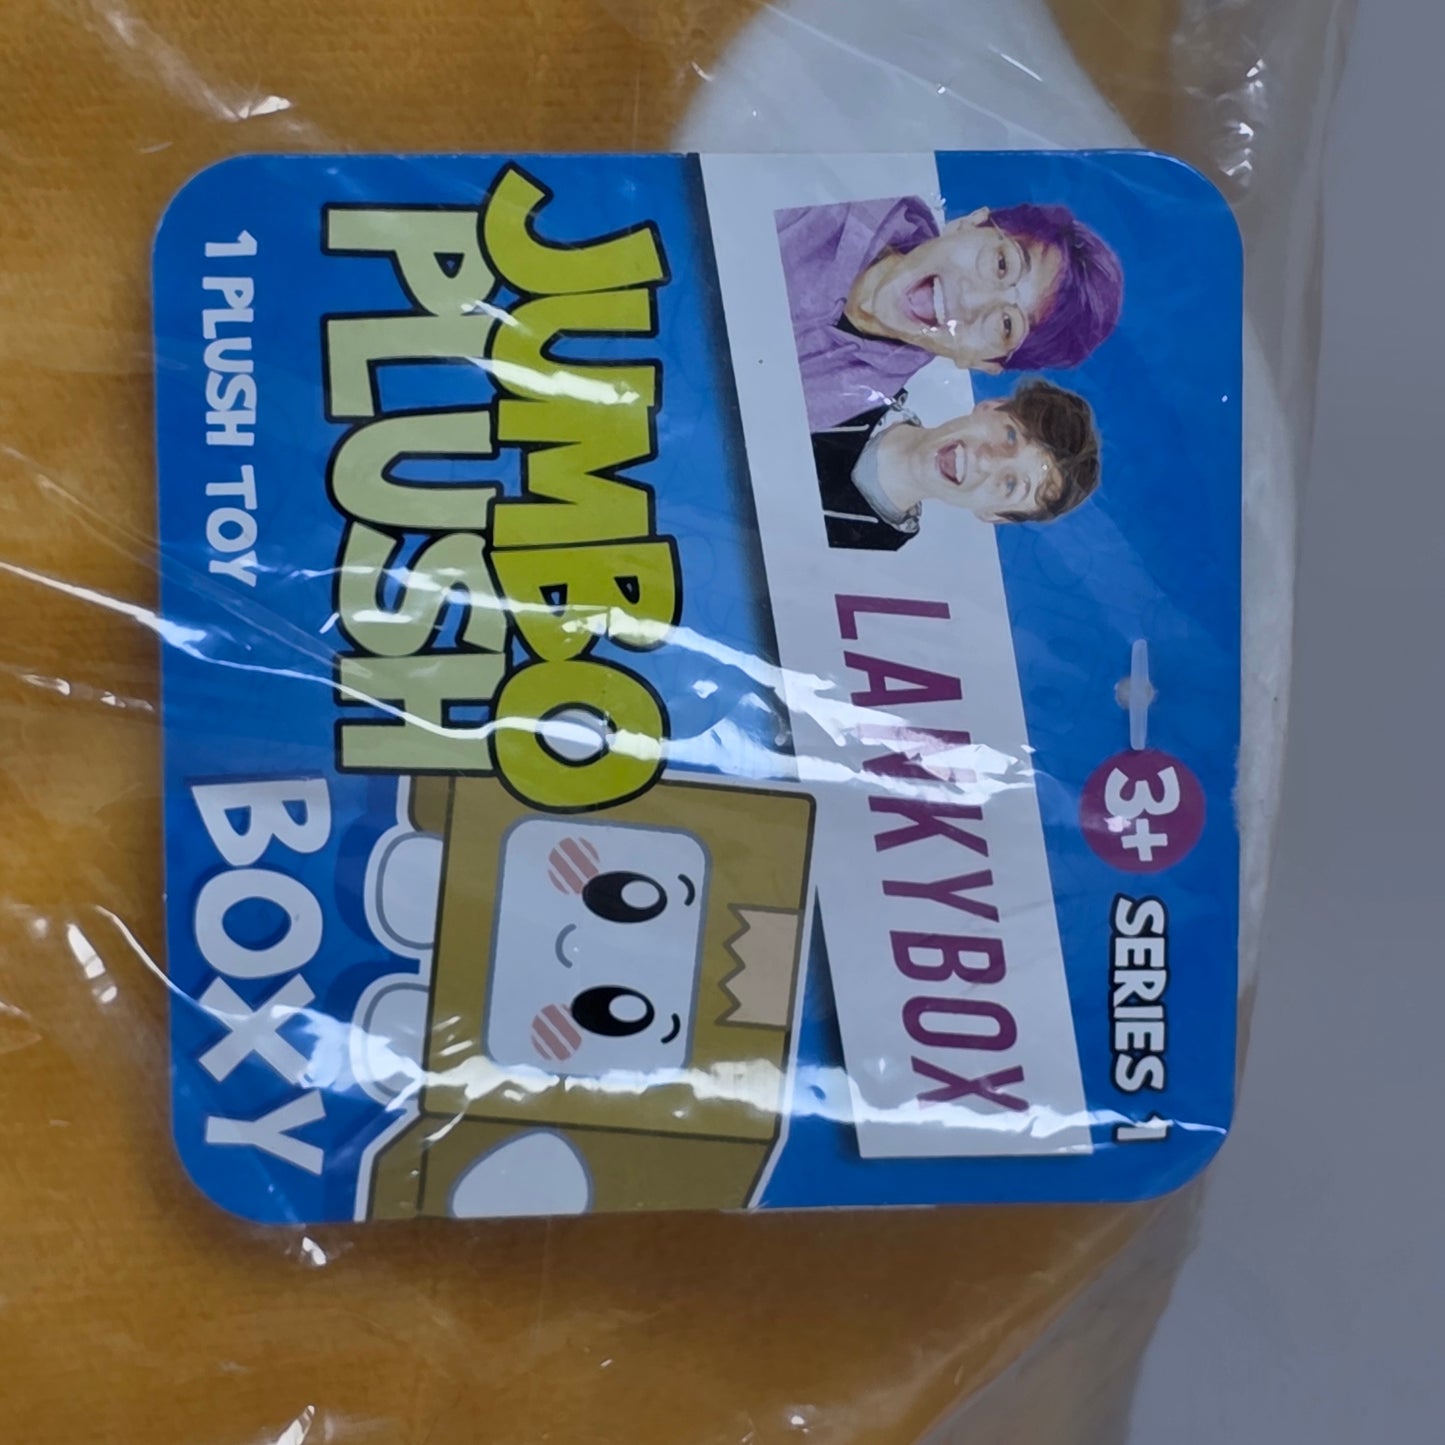 3+ SERIES 1
LANKYBOX
JUMBO
PLUSH
BOXY
1 PLUSH TOY